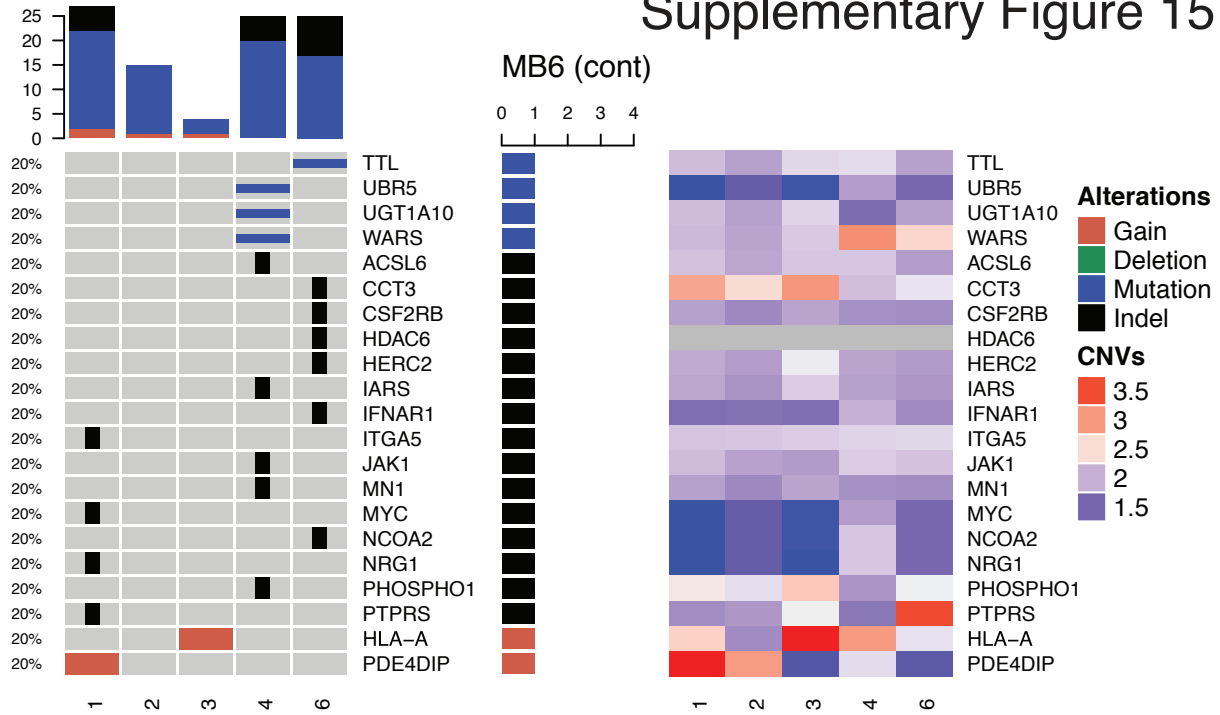 Supplementary Figure 15
25
20
15
10
5
0
MB6 (cont)
0 1 2 3 4
20% TTL TTL
20% UBR5 UBR5
20% UGT1A10 UGT1A10
20% WARS WARS
20% ACSL6 ACSL6
20% CCT3 CCT3
20% CSF2RB CSF2RB
20% HDAC6 HDAC6
20% HERC2 HERC2
20% IARS IARS
20% IFNAR1 IFNAR1
20% ITGA5 ITGA5
20% JAK1 JAK1
20% MN1 MN1
20% MYC MYC
20% NCOA2 NCOA2
20% NRG1 NRG1
20% PHOSPHO1 PHOSPHO1
20% PTPRS PTPRS
20% HLA−A HLA−A
20% PDE4DIP PDE4DIP
1 2 3 4 6 1 2 3 4 6
Alterations
Gain
Deletion
Mutation
Indel
CNVs
3.5
3
2.5
2
1.5